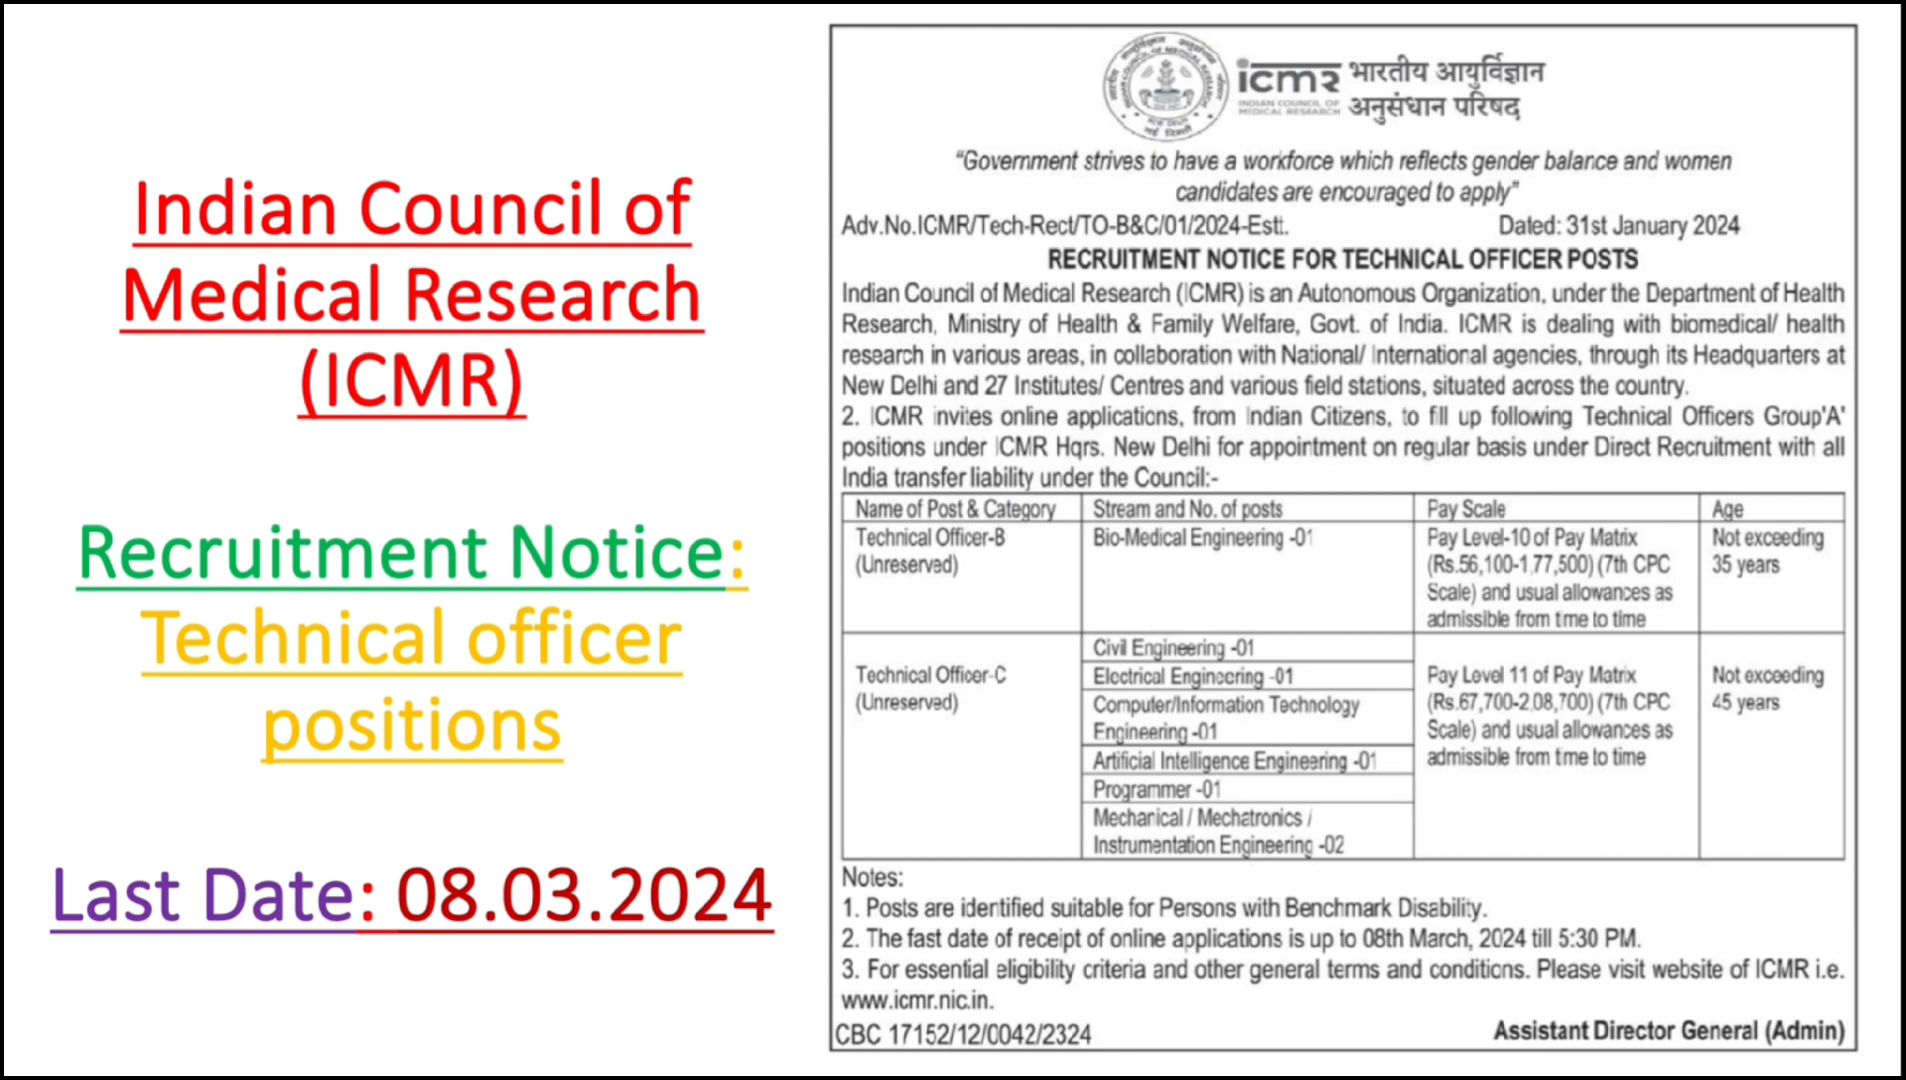 Indian Council of
Medical Research
(ICMR)
Recruitment Notice:
Technical officer
positions
Last Date: 08.03.2024
icmr भारतीय आयुर्विज्ञान
INDIAN COUNCIL OF
MEDICAL RESEARCH अनुसंधान परिषद
“Government strives to have a workforce which reflects gender balance and women
candidates are encouraged to apply”
Adv.No.ICMR/Tech-Rect/TO-B&C/01/2024-Estt. Dated: 31st January 2024
RECRUITMENT NOTICE FOR TECHNICAL OFFICER POSTS
Indian Council of Medical Research (ICMR) is an Autonomous Organization, under the Department of Health
Research, Ministry of Health & Family Welfare, Govt. of India. ICMR is dealing with biomedical/ health
research in various areas, in collaboration with National/ International agencies, through its Headquarters at
New Delhi and 27 Institutes/ Centres and various field stations, situated across the country.
2. ICMR invites online applications, from Indian Citizens, to fill up following Technical Officers Group'A'
positions under ICMR Hqrs. New Delhi for appointment on regular basis under Direct Recruitment with all
India transfer liability under the Council:-
Name of Post & Category Stream and No. of posts Pay Scale Age
Technical Officer-B Bio-Medical Engineering -01 Pay Level-10 of Pay Matrix Not exceeding
(Unreserved) (Rs.56,100-1,77,500) (7th CPC 35 years
Scale) and usual allowances as
admissible from time to time
Civil Engineering -01
Technical Officer-C Electrical Engineering -01 Pay Level 11 of Pay Matrix Not exceeding
(Unreserved) Computer/Information Technology (Rs.67,700-2,08,700) (7th CPC 45 years
Engineering -01 Scale) and usual allowances as
Artificial Intelligence Engineering -01 admissible from time to time
Programmer -01
Mechanical / Mechatronics /
Instrumentation Engineering -02
Notes:
1. Posts are identified suitable for Persons with Benchmark Disability.
2. The fast date of receipt of online applications is up to 08th March, 2024 till 5:30 PM.
3. For essential eligibility criteria and other general terms and conditions. Please visit website of ICMR i.e.
www.icmr.nic.in.
CBC 17152/12/0042/2324 Assistant Director General (Admin)